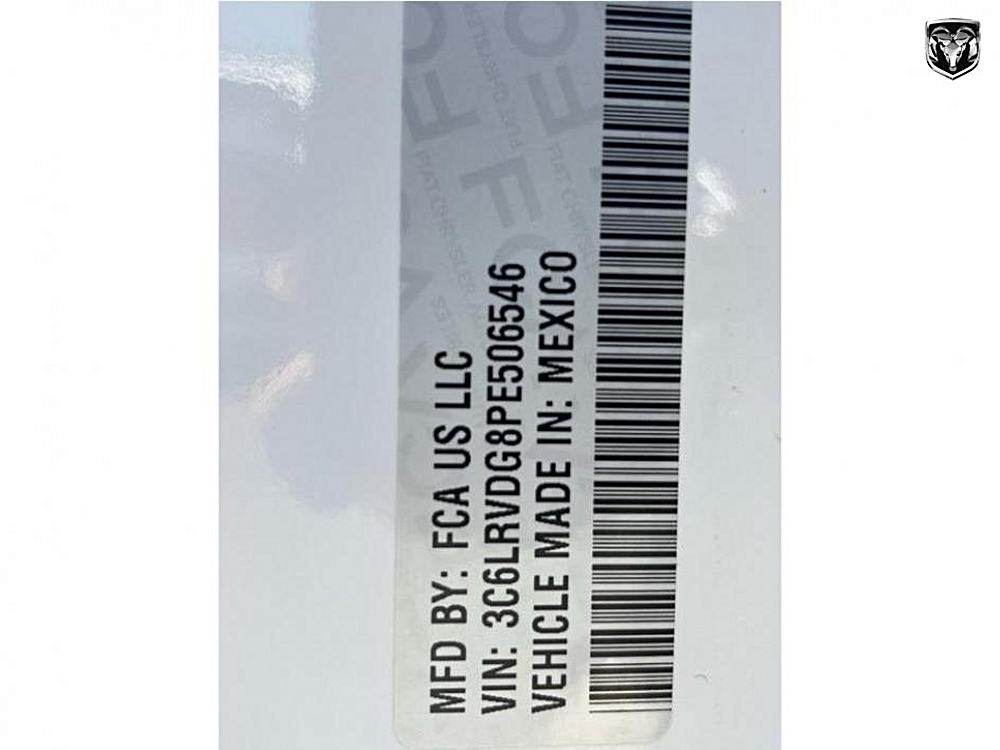 MFD BY: FCA US LLC
VIN: 3C6LRVDG8PE506546
VEHICLE MADE IN: MEXICO